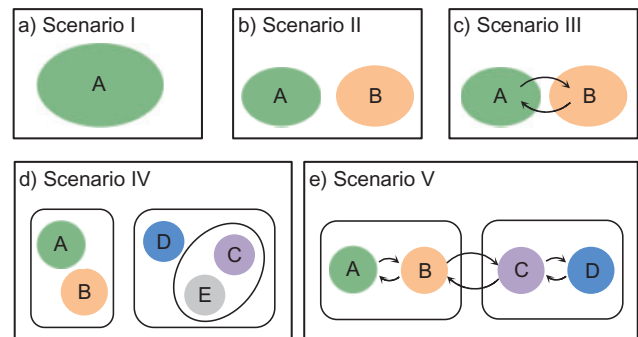 a) Scenario I
A
b) Scenario II
A B
c) Scenario III
A B
d) Scenario IV
A
B
D
C
E
e) Scenario V
A B C D